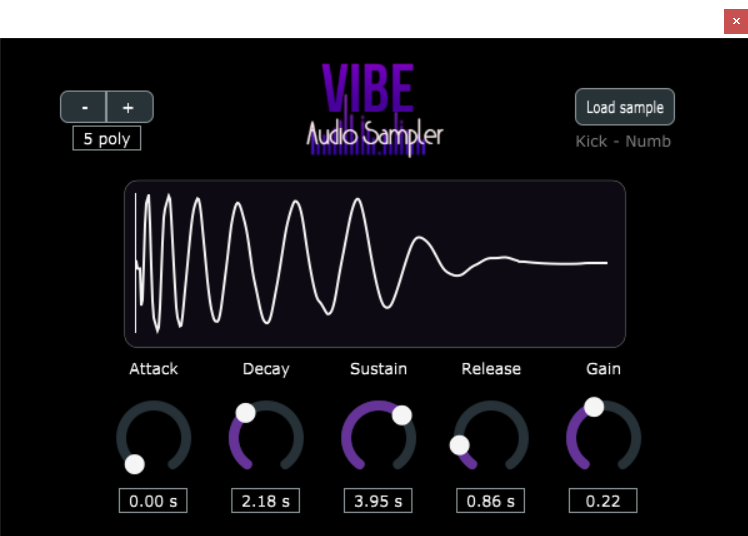 VIBE
Audio Sampler
- +
5 poly
Load sample
Kick - Numb
Attack Decay Sustain Release Gain
0.00 s 2.18 s 3.95 s 0.86 s 0.22